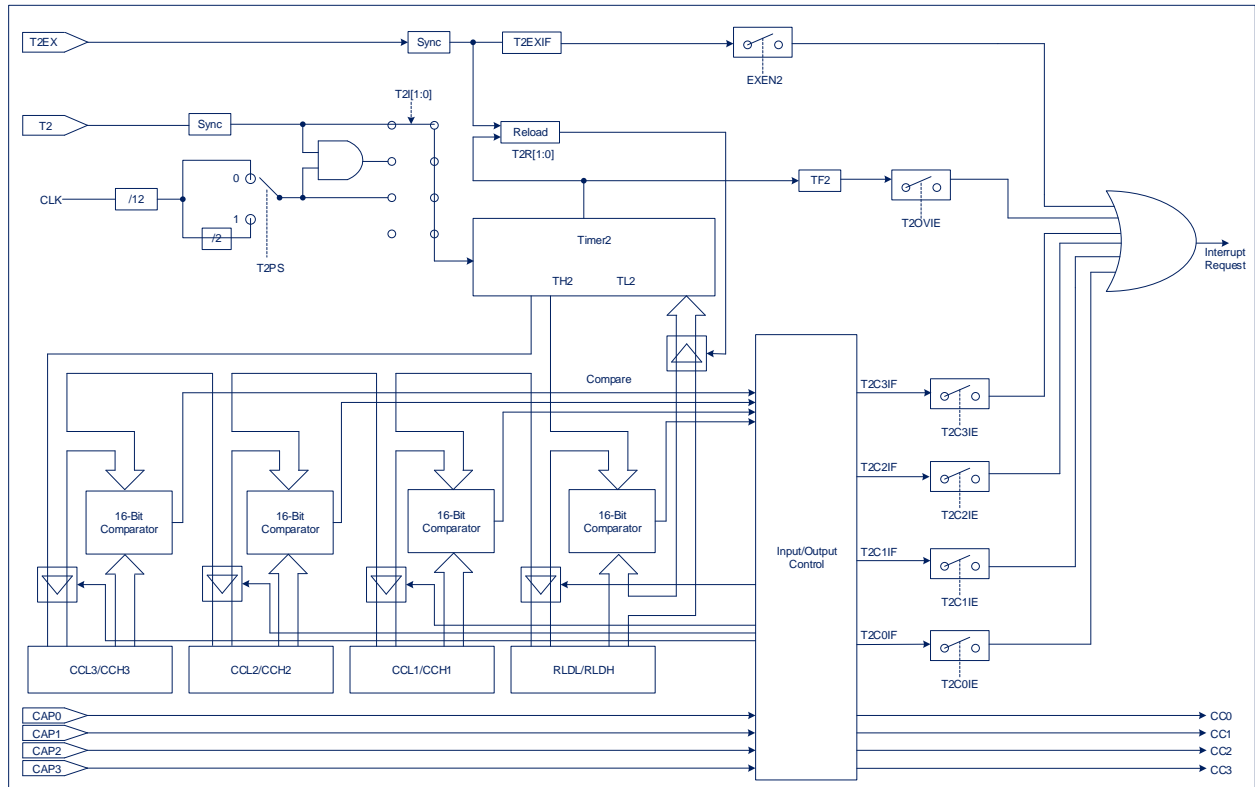 T2EX
Sync
T2EXIF
EXEN2
T2I[1:0]
T2
Sync
Reload
T2R[1:0]
0
CLK
/12
1
/2
T2PS
TF2
T2OVIE
Timer2
TH2
TL2
Interrupt
Request
Compare
16-Bit
Comparator
16-Bit
Comparator
16-Bit
Comparator
16-Bit
Comparator
Input/Output
Control
T2C3IF
T2C3IE
T2C2IF
T2C2IE
T2C1IF
T2C1IE
T2C0IF
T2C0IE
CCL3/CCH3
CCL2/CCH2
CCL1/CCH1
RLDL/RLDH
CAP0
CAP1
CAP2
CAP3
CC0
CC1
CC2
CC3